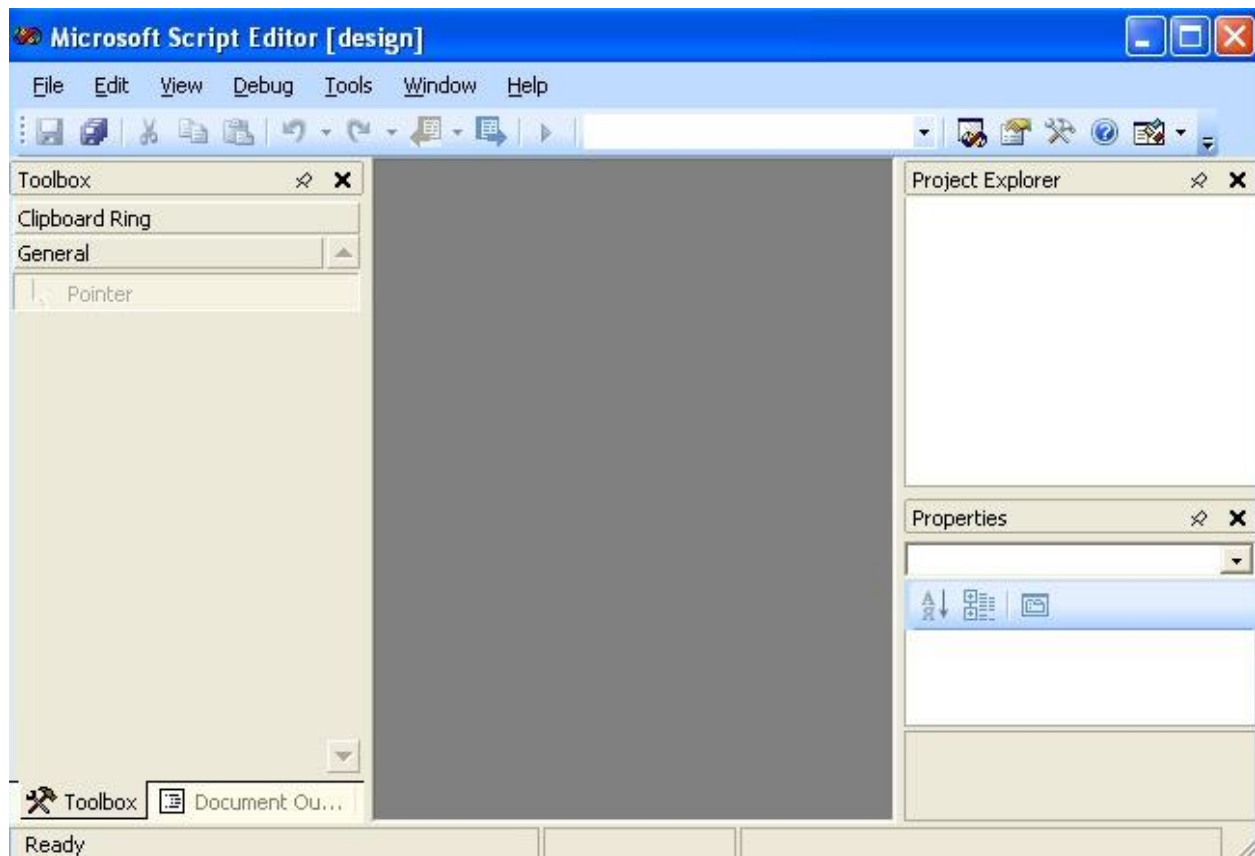 Microsoft Script Editor [design]
File Edit View Debug Tools Window Help
Toolbox
Clipboard Ring
General
Pointer
Toolbox
Document Ou...
Project Explorer
Properties
Ready